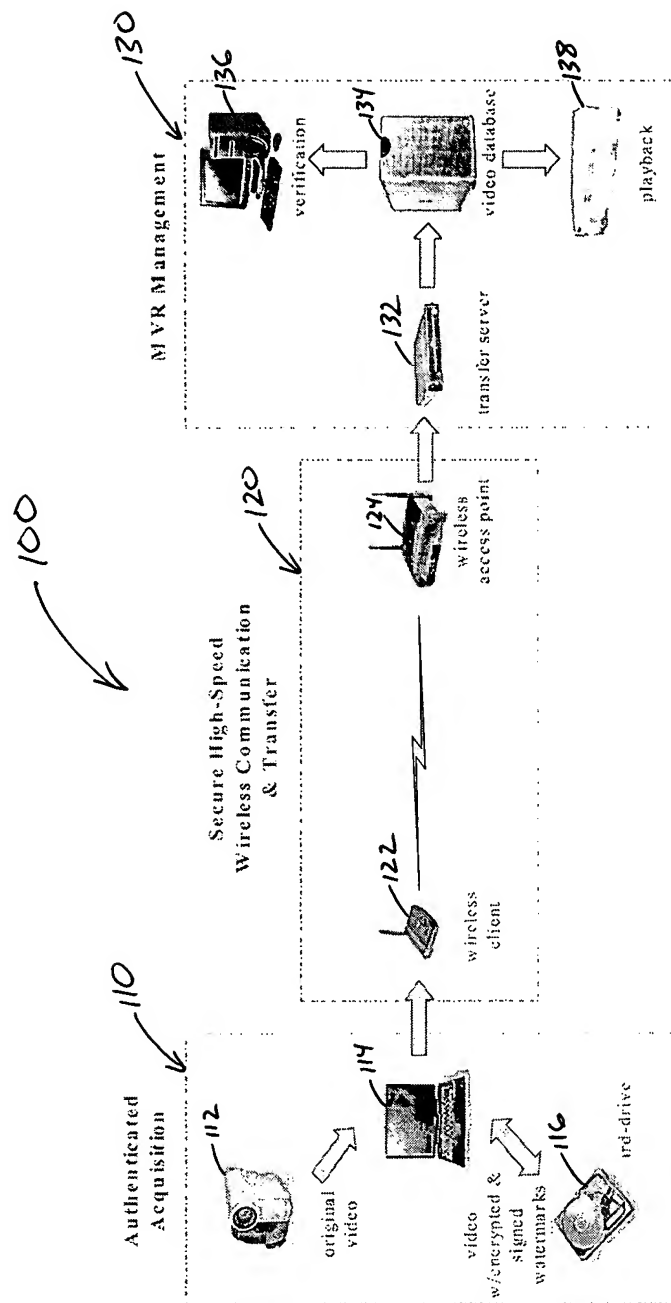 100
Authenticated
Acquisition
110
112
original
video
114
video
w/encrypted &
signed
watermarks
116
ard-drive
Secure High-Speed
Wireless Communication
& Transfer
120
122
wireless
client
124
wireless
access point
MVR Management
130
132
transfer server
134
video database
136
verification
138
playback